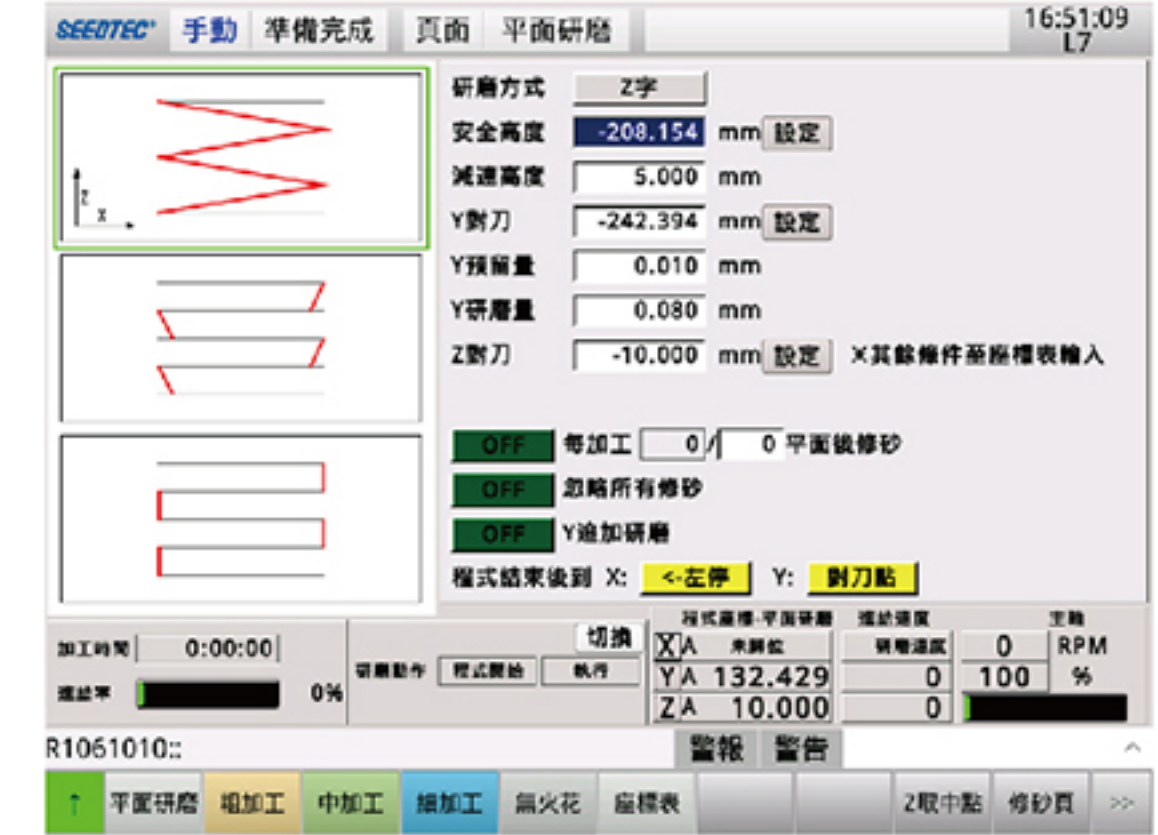 SEEDTEC 手動 準備完成 頁面 平面研磨 16:51:09
L7
研磨方式 Z字
安全高度 -208.154 mm 設定
減速高度 5.000 mm
Y對刀 -242.394 mm 設定
Y預留量 0.010 mm
Y研磨量 0.080 mm
Z對刀 -10.000 mm 設定 ※其餘條件至座標表輸入
Z
X
OFF 每加工 0/ 0 平面後修砂
OFF 忽略所有修砂
OFF Y追加研磨
程式結束後到 X: <-左停 Y: 對刀點
程式座標-平面研磨 進給速度 主軸
加工時間 0:00:00 切換 X A 未歸位 研磨速度 0 RPM
研磨動作 程式開始 執行 Y A 132.429 0 100 %
進給率 0% Z A 10.000 0
R1061010:: 警報 警告
↑ 平面研磨 粗加工 中加工 細加工 無火花 座標表 Z取中點 修砂頁 >>